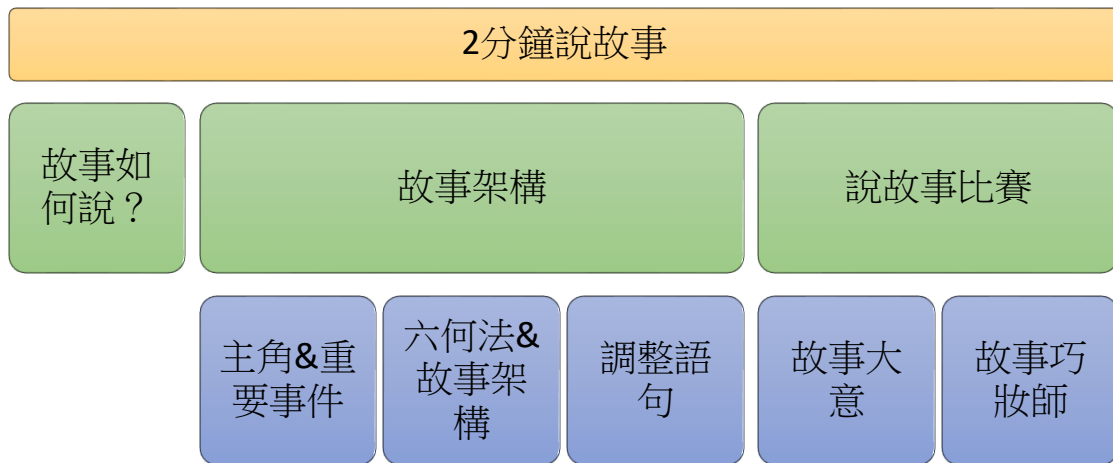 2分鐘說故事
故事如
何說？
故事架構
說故事比賽
主角&重
要事件
六何法&
故事架
構
調整語
句
故事大
意
故事巧
妝師